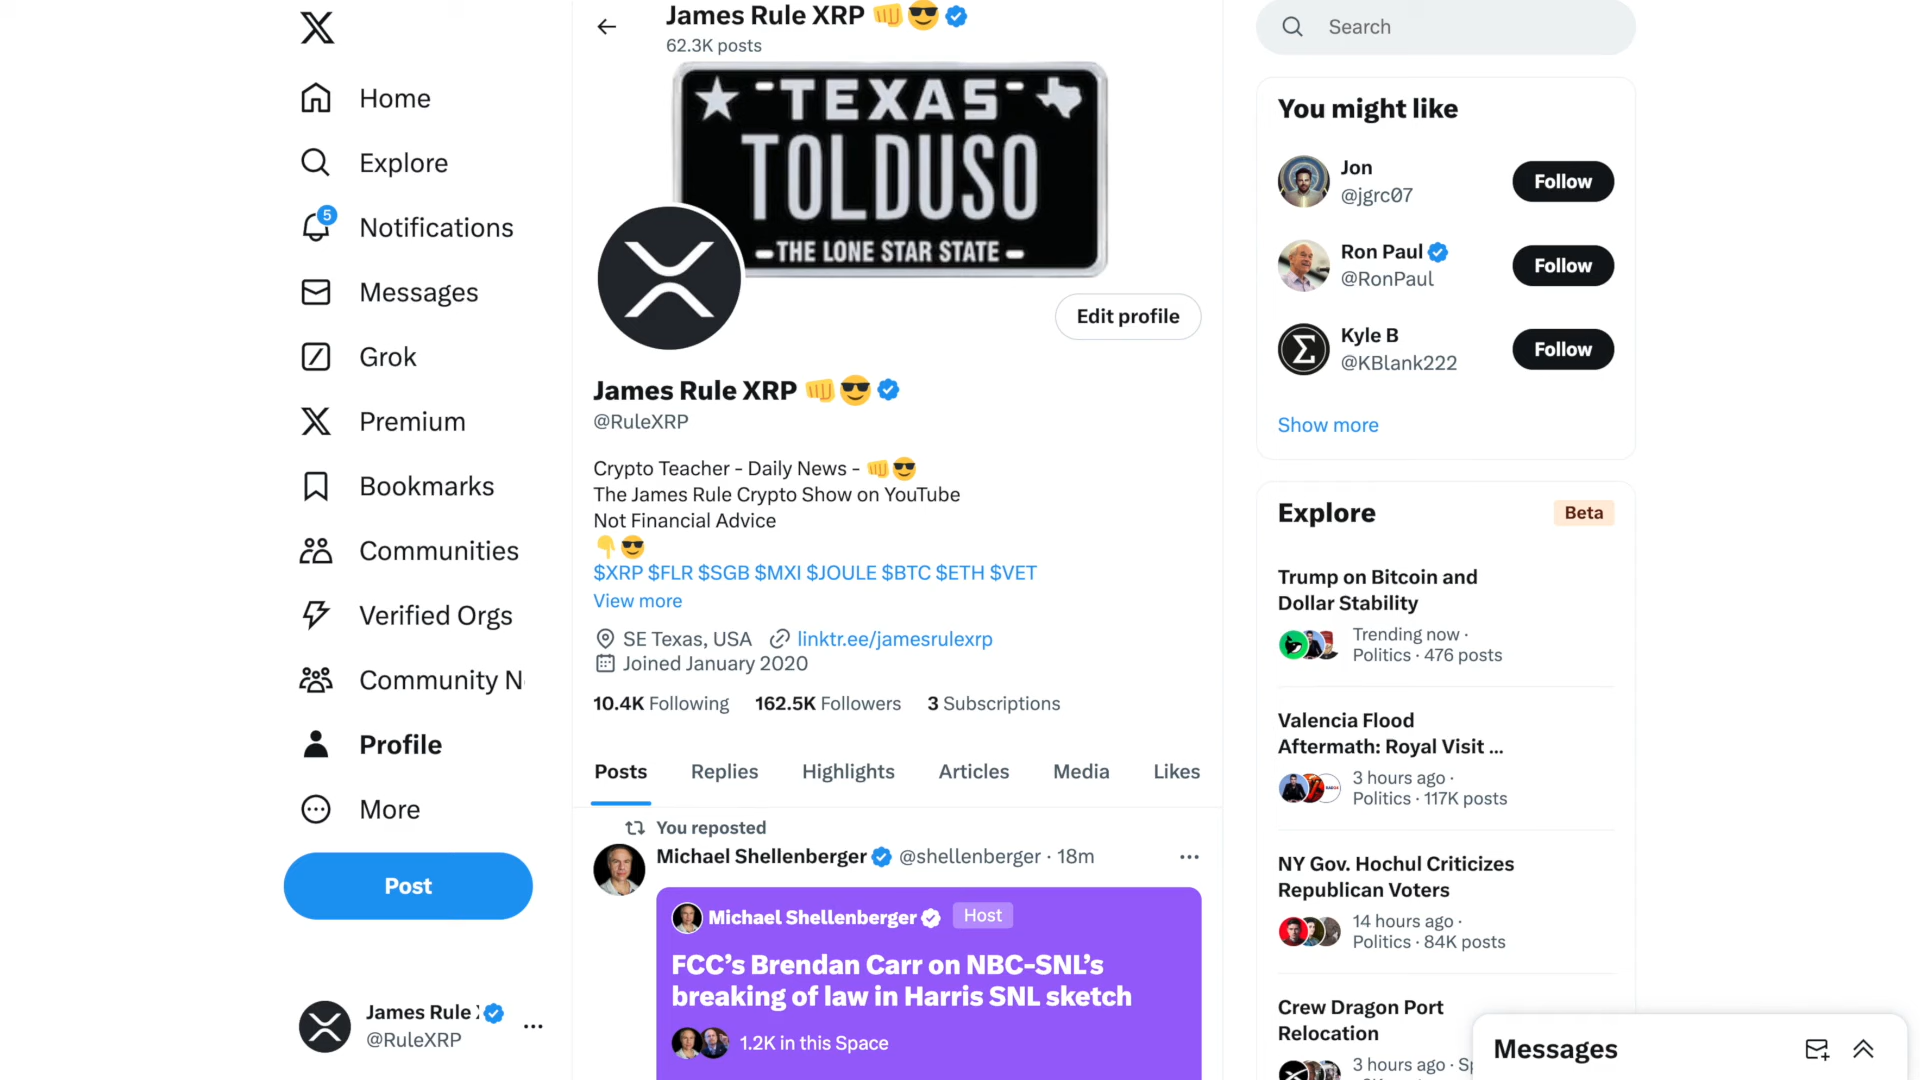 Home
Explore
5
Notifications
Messages
Grok
Premium
Bookmarks
Communities
Verified Orgs
Community N
Profile
More
Post
James Rule
@RuleXRP
James Rule XRP 👊😎
62.3K posts
TEXAS
TOLDUSO
THE LONE STAR STATE
Edit profile
James Rule XRP 👊😎
@RuleXRP
Crypto Teacher - Daily News - 👊😎
The James Rule Crypto Show on YouTube
Not Financial Advice
👇😎
$XRP $FLR $SGB $MXI $JOULE $BTC $ETH $VET
View more
SE Texas, USA linktr.ee/jamesrulexrp
Joined January 2020
10.4K Following 162.5K Followers 3 Subscriptions
Posts Replies Highlights Articles Media Likes
You reposted
Michael Shellenberger @shellenberger · 18m
Michael Shellenberger Host
FCC’s Brendan Carr on NBC-SNL’s
breaking of law in Harris SNL sketch
1.2K in this Space
Search
You might like
Jon
@jgrc07
Follow
Ron Paul
@RonPaul
Follow
Kyle B
@KBlank222
Follow
Show more
Explore
Beta
Trump on Bitcoin and
Dollar Stability
Trending now ·
Politics · 476 posts
Valencia Flood
Aftermath: Royal Visit ...
3 hours ago ·
Politics · 117K posts
NY Gov. Hochul Criticizes
Republican Voters
14 hours ago ·
Politics · 84K posts
Crew Dragon Port
Relocation
3 hours ago ·
Messages